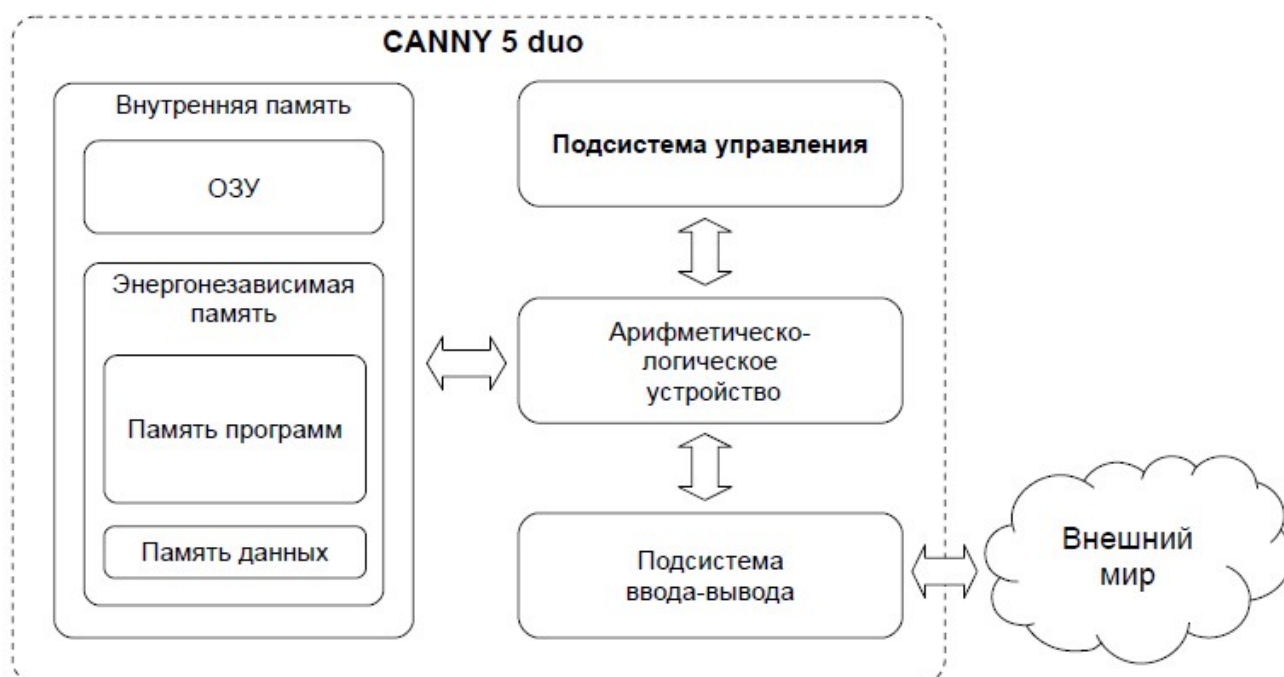 CANNY 5 duo
Внутренняя память
ОЗУ
Энергонезависимая
память
Память программ
Память данных
Подсистема управления
Арифметическо-
логическое
устройство
Подсистема
ввода-вывода
Внешний
мир